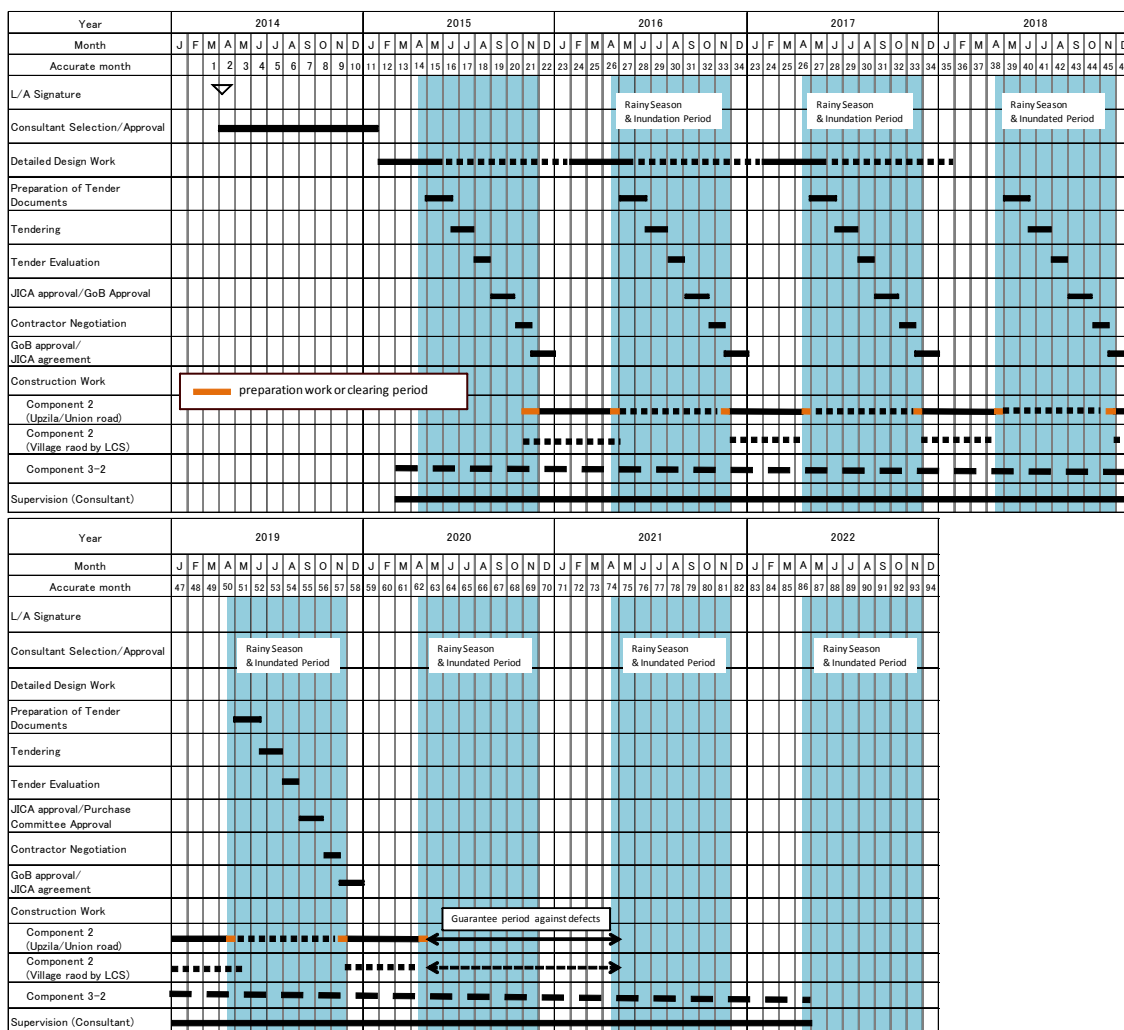 Year 2014 2015 2016 2017 2018
Month J F M A M J J A S O N D J F M A M J J A S O N D J F M A M J J A S O N D J F M A M J J A S O N D J F M A M J J A S O N D
Accurate month 1 2 3 4 5 6 7 8 9 10 11 12 13 14 15 16 17 18 19 20 21 22 23 24 25 26 27 28 29 30 31 32 33 34 23 24 25 26 27 28 29 30 31 32 33 34 35 36 37 38 39 40 41 42 43 44 45 4
L/A Signature
Rainy Season
& Inundation Period
Rainy Season
& Inundation Period
Rainy Season
& Inundated Period
Consultant Selection/Approval
Detailed Design Work
Preparation of Tender
Documents
Tendering
Tender Evaluation
JICA approval/GoB Approval
Contractor Negotiation
GoB approval/
JICA agreement
Construction Work
preparation work or clearing period
Component 2
(Upzila/Union road)
Component 2
(Village raod by LCS)
Component 3-2
Supervision (Consultant)
Year 2019 2020 2021 2022
Month J F M A M J J A S O N D J F M A M J J A S O N D J F M A M J J A S O N D J F M A M J J A S O N D
Accurate month 47 48 49 50 51 52 53 54 55 56 57 58 59 60 61 62 63 64 65 66 67 68 69 70 71 72 73 74 75 76 77 78 79 80 81 82 83 84 85 86 87 88 89 90 91 92 93 94
L/A Signature
Consultant Selection/Approval
Rainy Season
& Inundated Period
Rainy Season
& Inundated Period
Rainy Season
& Inundated Period
Rainy Season
& Inundated Period
Detailed Design Work
Preparation of Tender
Documents
Tendering
Tender Evaluation
JICA approval/Purchase
Committee Approval
Contractor Negotiation
GoB approval/
JICA agreement
Construction Work
Guarantee period against defects
Component 2
(Upzila/Union road)
Component 2
(Village raod by LCS)
Component 3-2
Supervision (Consultant)